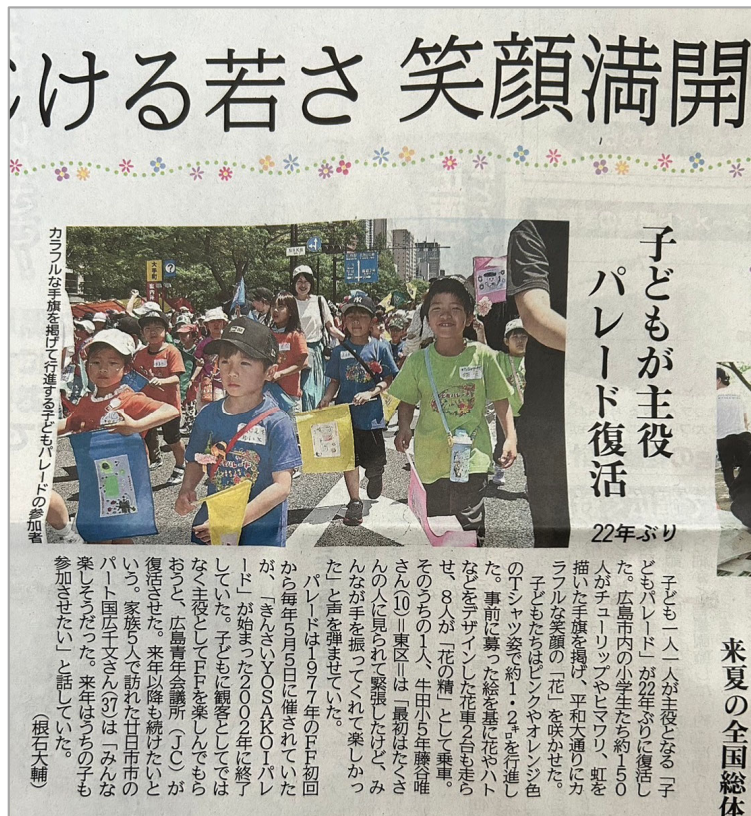 ける若さ 笑顔満開
子どもが主役
パレード復活
22年ぶり
カラフルな手旗を掲げて行進する子どもパレードの参加者
子ども一人一人が主役となる「子
どもパレード」が22年ぶりに復活し
た。広島市内の小学生たち約150
人がチューリップやヒマワリ、虹を
描いた手旗を掲げ、平和大通りにカ
ラフルな笑顔の「花」を咲かせた。
子どもたちはピンクやオレンジ色
のTシャツ姿で約1・2㌔を行進し
た。事前に募った絵を基に花やハト
などをデザインした花車2台も走ら
せ、8人が「花の精」として乗車。
そのうちの1人、牛田小5年藤谷唯
さん(10)=東区=は「最初はたくさ
んの人に見られて緊張したけど、み
んなが手を振ってくれて楽しかっ
た」と声を弾ませていた。
パレードは1977年のFF初回
から毎年5月5日に催されていた
が、「きんさいYOSAKOIパレ
ード」が始まった2002年に終了
していた。子どもに観客としてでは
なく主役としてFFを楽しんでもら
おうと、広島青年会議所(JC)が
復活させた。来年以降も続けたいと
いう。家族5人で訪れた廿日市市の
パート国広千文さん(37)は「みんな
楽しそうだった。来年はうちの子も
参加させたい」と話していた。
(根石大輔)
来夏の全国総体